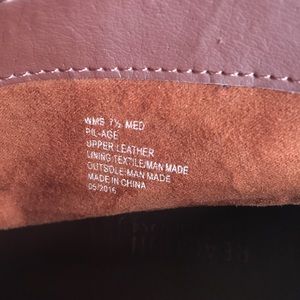 WMS 7½ MED
PIL-AGE
UPPER LEATHER
LINING TEXTILE/MAN MADE
OUTSOLE/MAN MADE
MADE IN CHINA
05/2016